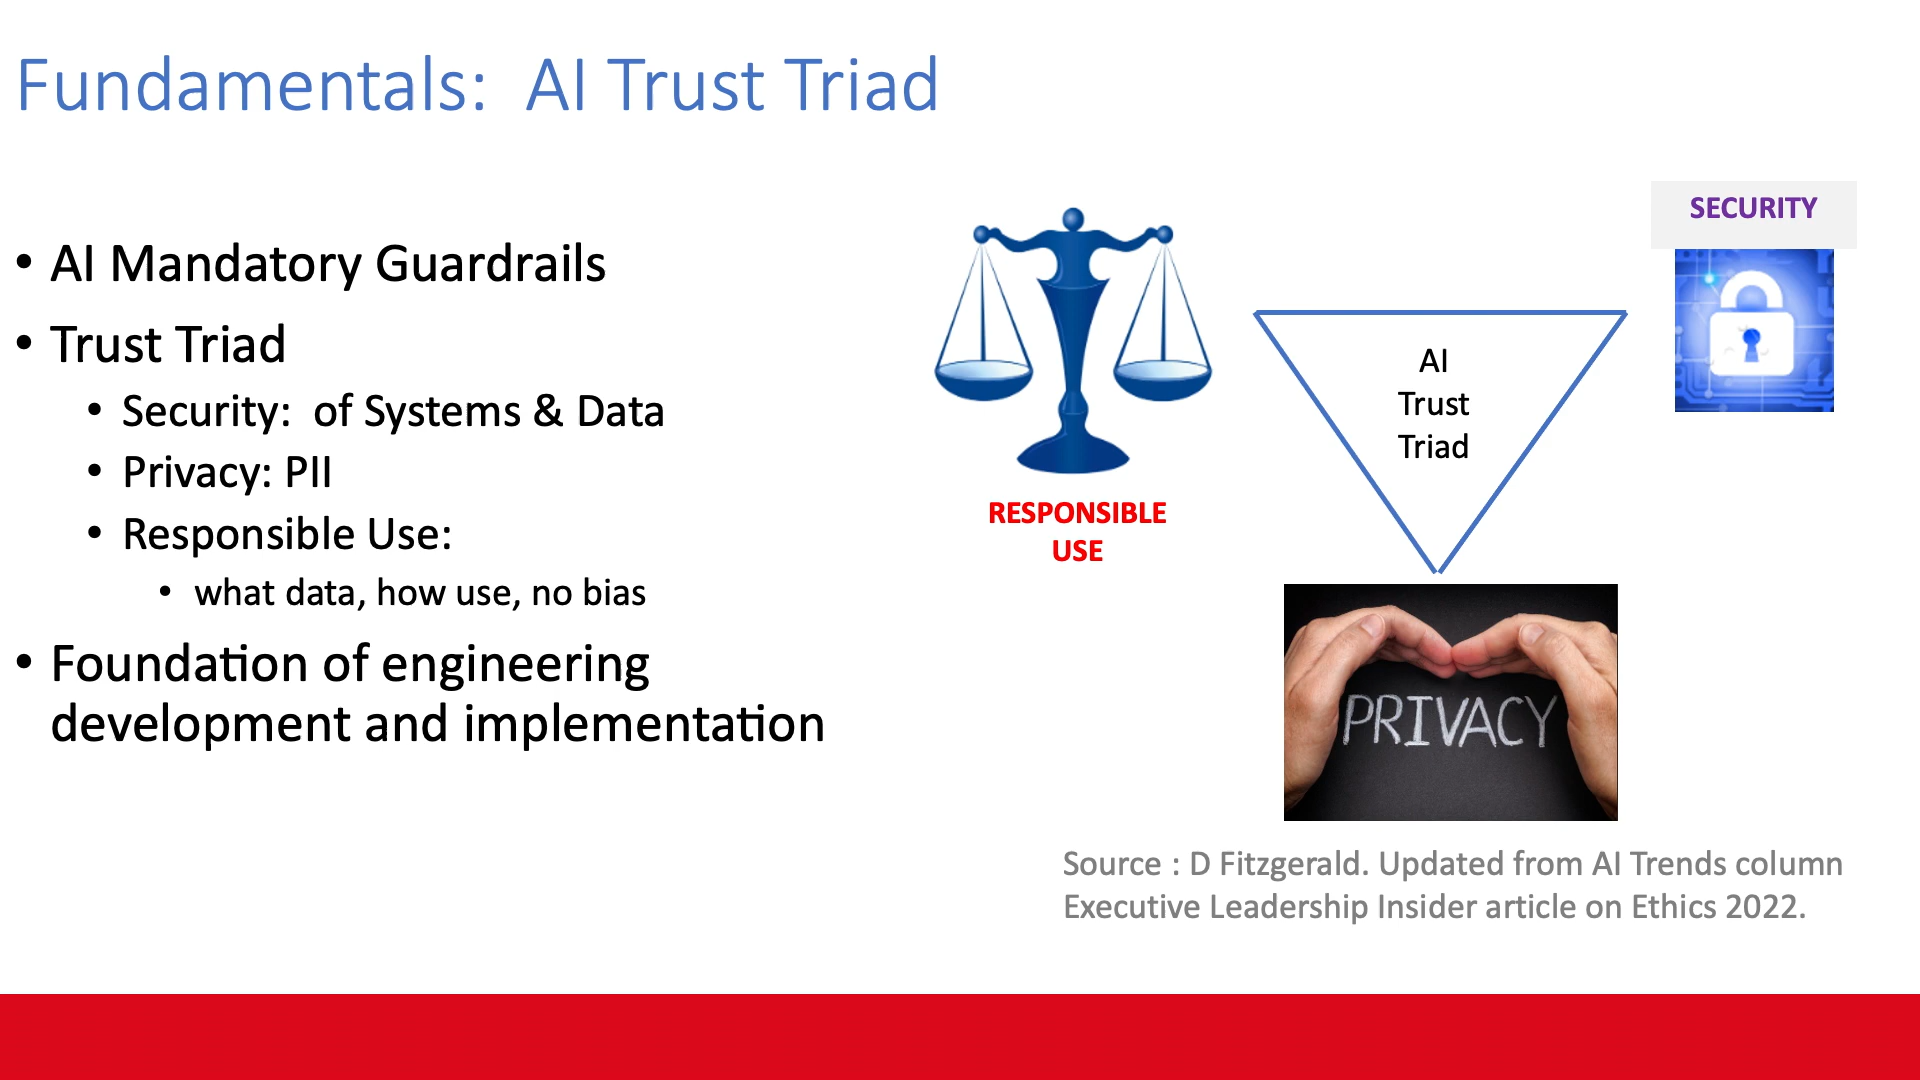 Fundamentals:  AI Trust Triad
• AI Mandatory Guardrails
• Trust Triad
• Security:  of Systems & Data
• Privacy: PII
• Responsible Use:
• what data, how use, no bias
• Foundation of engineering
development and implementation
RESPONSIBLE
USE
AI
Trust
Triad
SECURITY
PRIVACY
Source : D Fitzgerald. Updated from AI Trends column
Executive Leadership Insider article on Ethics 2022.